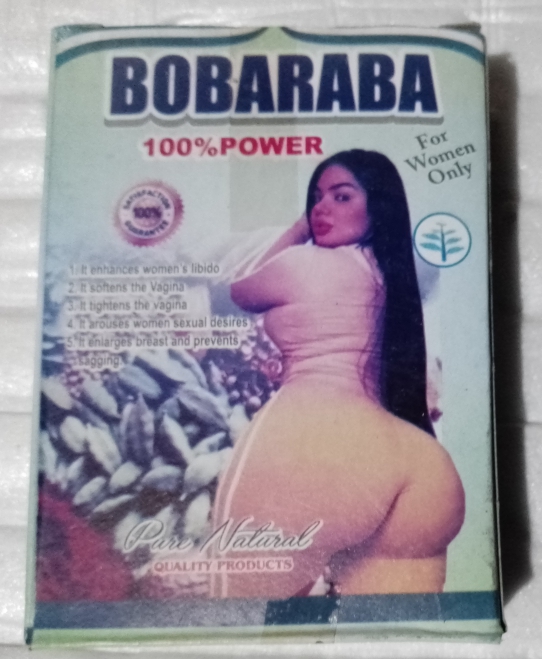 BOBARABA
100%POWER
For
Women
Only
SATISFACTION
100%
GUARANTEE
1. It enhances women's libido
2. It softens the Vagina
3. It tightens the vagina
4. It arouses women sexual desires
5. It enlarges breast and prevents
sagging.
Pure Natural
QUALITY PRODUCTS